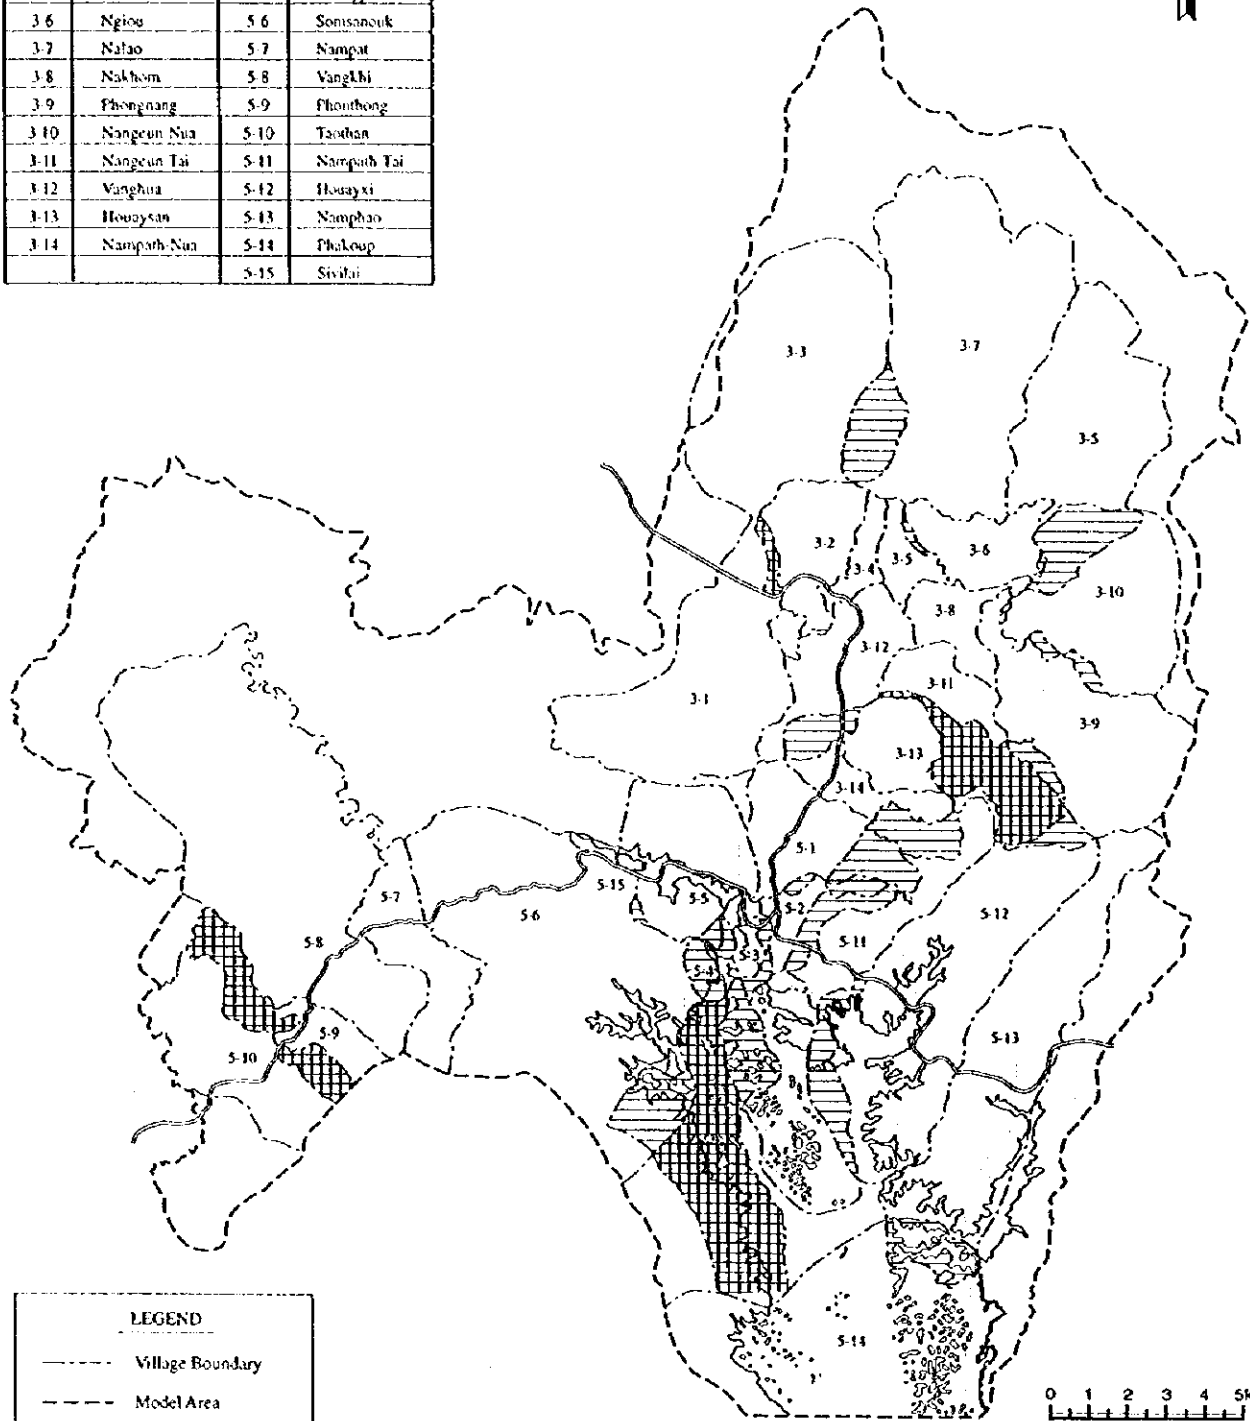 3-6 Ngiou 5-6 Somsanouk
3-7 Nafao 5-7 Nampat
3-8 Nakhom 5-8 Vangkhi
3-9 Phongnang 5-9 Phonthong
3-10 Nangeun Nua 5-10 Taothan
3-11 Nangeun Tai 5-11 Nampath Tai
3-12 Vanghua 5-12 Houayxi
3-13 Houaysan 5-13 Namphao
3-14 Nampath-Nua 5-14 Phukoup
5-15 Sivilai
3-3
3-7
3-5
3-2
3-4
3-5
3-6
3-10
3-8
3-12
3-11
3-1
3-9
3-13
3-14
5-1
5-7
5-15
5-5
5-6
5-2
5-12
5-8
5-11
5-3
5-4
5-9
5-13
5-10
5-14
LEGEND
Village Boundary
Model Area
0 1 2 3 4 5k